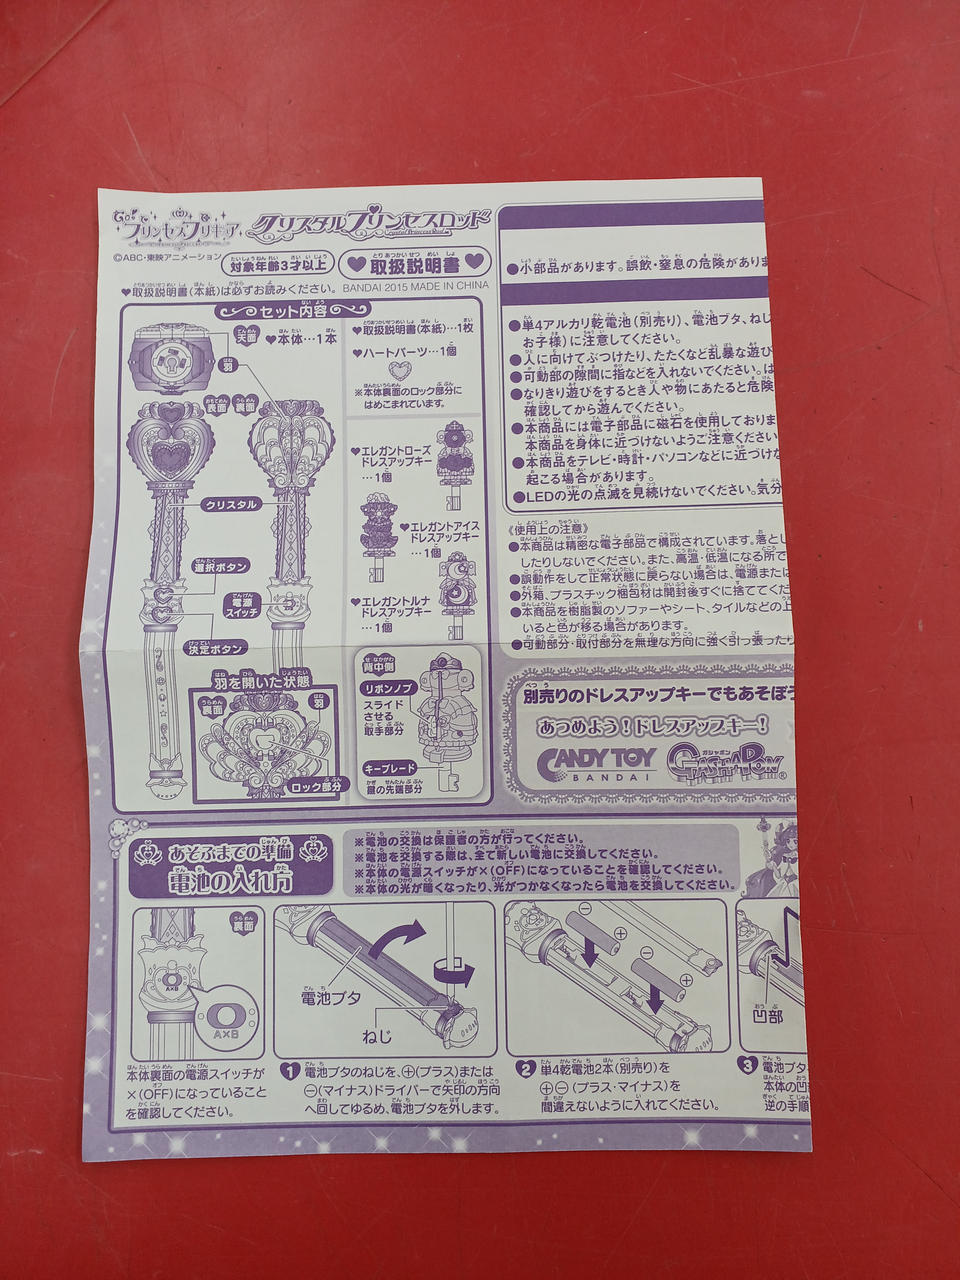 Go!プリンセスプリキュア
クリスタルプリンセスロッド
Crystal Princess Rod
©ABC・東映アニメーション
対象年齢3才以上
取扱説明書
♥取扱説明書(本紙)は必ずお読みください。 BANDAI 2015 MADE IN CHINA
セット内容
天面
♥本体…1本
羽
表面
裏面
クリスタル
選択ボタン
電源スイッチ
決定ボタン
羽を開いた状態
裏面
羽
ロック部分
♥取扱説明書(本紙)…1枚
♥ハートパーツ…1個
※本体裏面のロック部分に
はめこまれています。
♥エレガントローズ
ドレスアップキー
…1個
♥エレガントアイス
ドレスアップキー
…1個
♥エレガントルナ
ドレスアップキー
…1個
背中側
リボンノブ
スライド
させる
取手部分
キーブレード
鍵の先端部分
●小部品があります。誤飲・窒息の危険がありま
●単4アルカリ乾電池(別売り)、電池ブタ、ねじ
お子様)に注意してください。
●人に向けてぶつけたり、たたくなど乱暴な遊び
●可動部の隙間に指などを入れないでください。は
●なりきり遊びをするとき人や物にあたると危険
確認してから遊んでください。
●本商品には電子部品に磁石を使用しておりま
本商品を身体に近づけないようご注意ください
●本商品をテレビ・時計・パソコンなどに近づけな
起こる場合があります。
●LEDの光の点滅を見続けないでください。気分
《使用上の注意》
●本商品は精密な電子部品で構成されています。落とし
したりしないでください。また、高温・低温になる所で
●誤動作をして正常状態に戻らない場合は、電源または
●外箱、プラスチック梱包材は開封後すぐに捨ててくだ
●本商品を樹脂製のソファーやシート、タイルなどの上
いると色が移る場合があります。
●可動部分・取付部分を無理な方向に強く引っ張ったり
別売りのドレスアップキーでもあそぼう
あつめよう!ドレスアップキー!
CANDY TOY
BANDAI
ガシャポン
GASHAPON®
あそぶまでの準備
電池の入れ方
※電池の交換は保護者の方が行ってください。
※電池を交換する際は、全て新しい電池に交換してください。
※本体の電源スイッチが×(OFF)になっていることを確認してください。
※本体の光が暗くなったり、光がつかなくなったら電池を交換してください。
裏面
A×B
A×B
本体裏面の電源スイッチが
×(OFF)になっていること
を確認してください。
電池ブタ
ねじ
1 電池ブタのねじを、⊕(プラス)または
⊖(マイナス)ドライバーで矢印の方向
へ回してゆるめ、電池ブタを外します。
⊖
⊕
⊖
⊕
2 単4乾電池2本(別売り)を
⊕⊖(プラス・マイナス)を
間違えないように入れてください。
凹部
3 電池ブタ
本体の凹
逆の手順